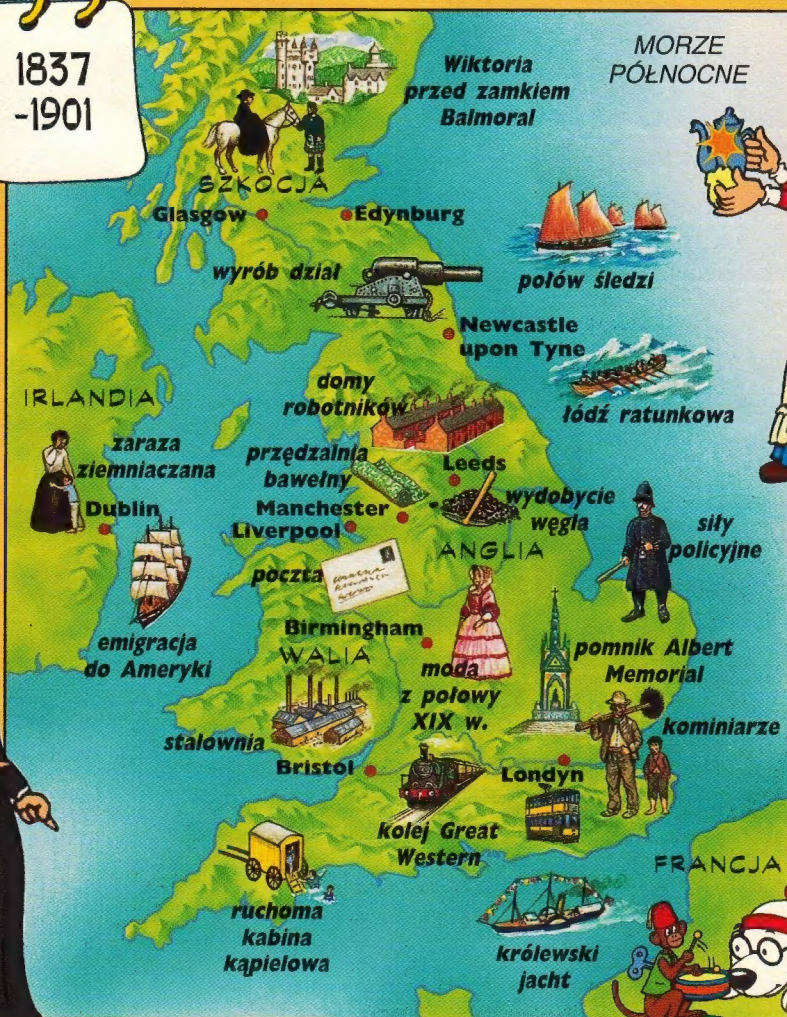 1837
-1901
Wiktoria
przed zamkiem
Balmoral
MORZE
PÓŁNOCNE
SZKOCJA
Glasgow
Edynburg
wyrób dział
połów śledzi
Newcastle
upon Tyne
IRLANDIA
domy
robotników
łódź ratunkowa
zaraza
ziemniaczana
przędzalnia
bawełny
Leeds
Dublin
Manchester
Liverpool
wydobycie
węgla
siły
policyjne
ANGLIA
poczta
emigracja
do Ameryki
Birmingham
WALIA
moda
z połowy
XIX w.
pomnik Albert
Memorial
stalownia
kominiarze
Bristol
Londyn
kolej Great
Western
FRANCJA
ruchoma
kabina
kąpielowa
królewski
jacht